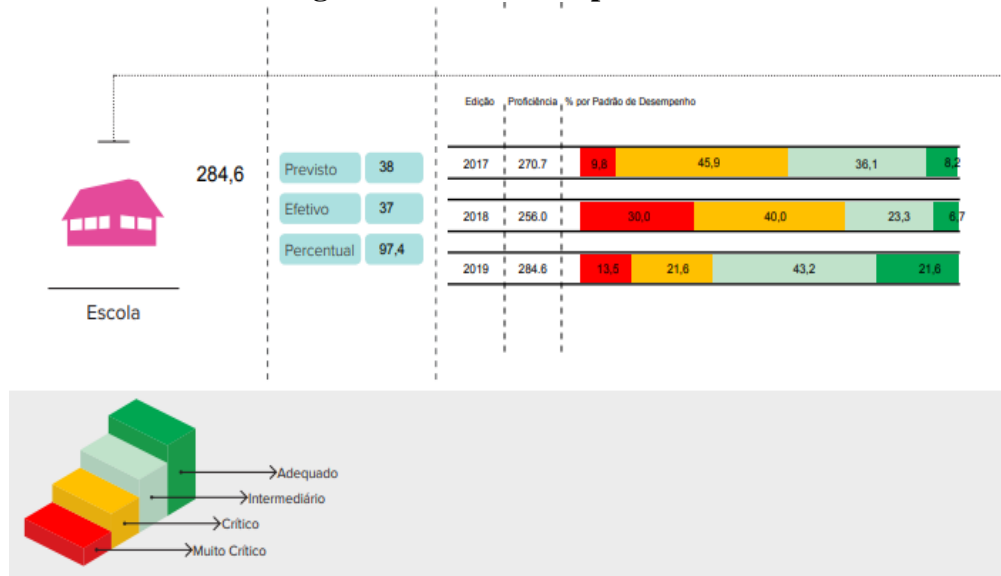 Edição Proficiência % por Padrão de Desempenho
284,6
Previsto 38
Efetivo 37
Percentual 97,4
2017 270.7 9,8 45,9 36,1 8,2
2018 256.0 30,0 40,0 23,3 6,7
2019 284.6 13,5 21,6 43,2 21,6
Escola
Adequado
Intermediário
Crítico
Muito Crítico